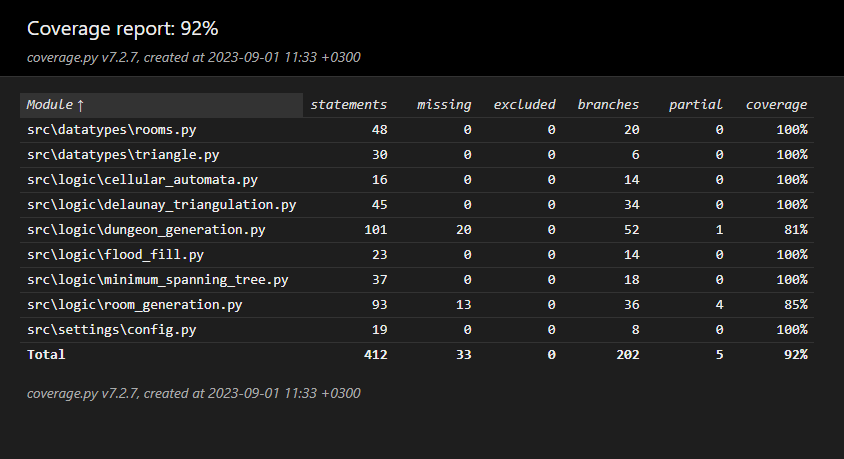 Coverage report: 92%
coverage.py v7.2.7, created at 2023-09-01 11:33 +0300
Module ↑ statements missing excluded branches partial coverage
src\datatypes\rooms.py 48 0 0 20 0 100%
src\datatypes\triangle.py 30 0 0 6 0 100%
src\logic\cellular_automata.py 16 0 0 14 0 100%
src\logic\delaunay_triangulation.py 45 0 0 34 0 100%
src\logic\dungeon_generation.py 101 20 0 52 1 81%
src\logic\flood_fill.py 23 0 0 14 0 100%
src\logic\minimum_spanning_tree.py 37 0 0 18 0 100%
src\logic\room_generation.py 93 13 0 36 4 85%
src\settings\config.py 19 0 0 8 0 100%
Total 412 33 0 202 5 92%
coverage.py v7.2.7, created at 2023-09-01 11:33 +0300